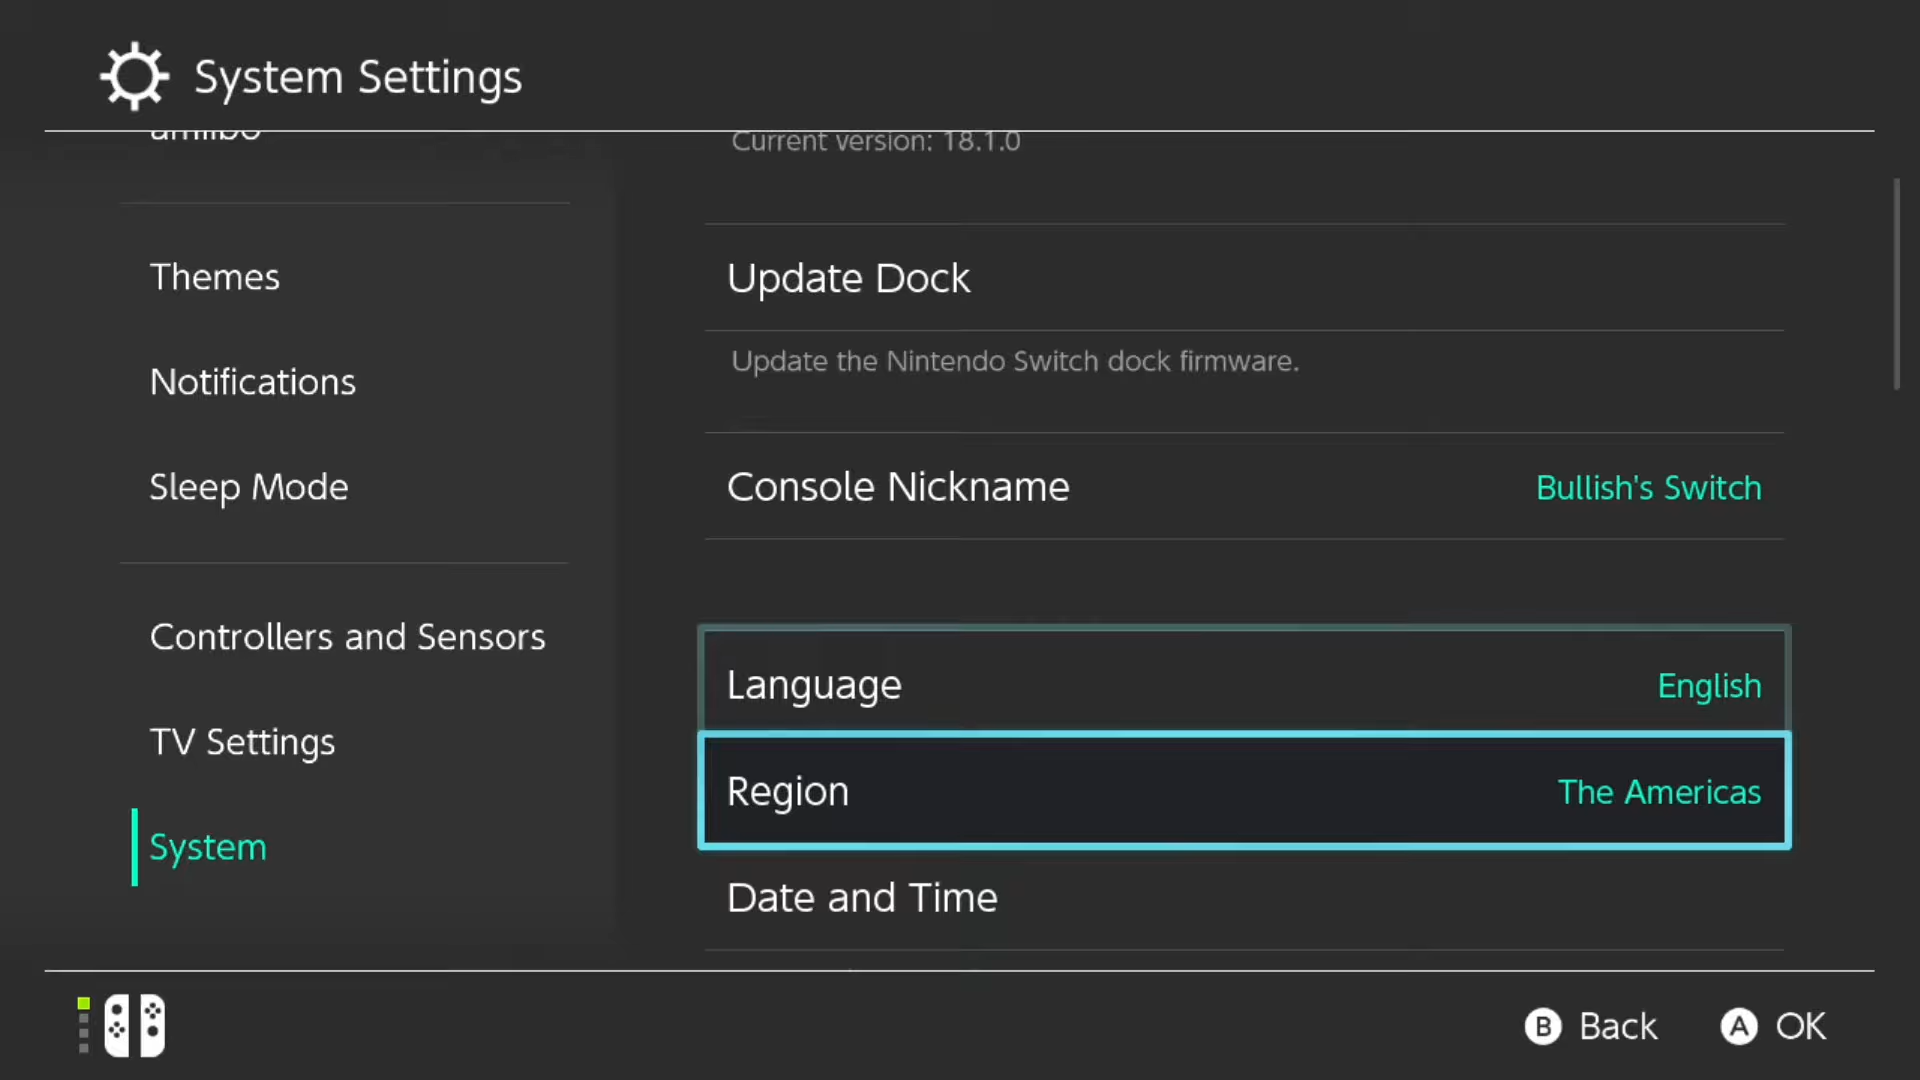 System Settings
amiibo
Themes
Notifications
Sleep Mode
Controllers and Sensors
TV Settings
System
Current version: 18.1.0
Update Dock
Update the Nintendo Switch dock firmware.
Console Nickname Bullish's Switch
Language English
Region The Americas
Date and Time
B Back A OK